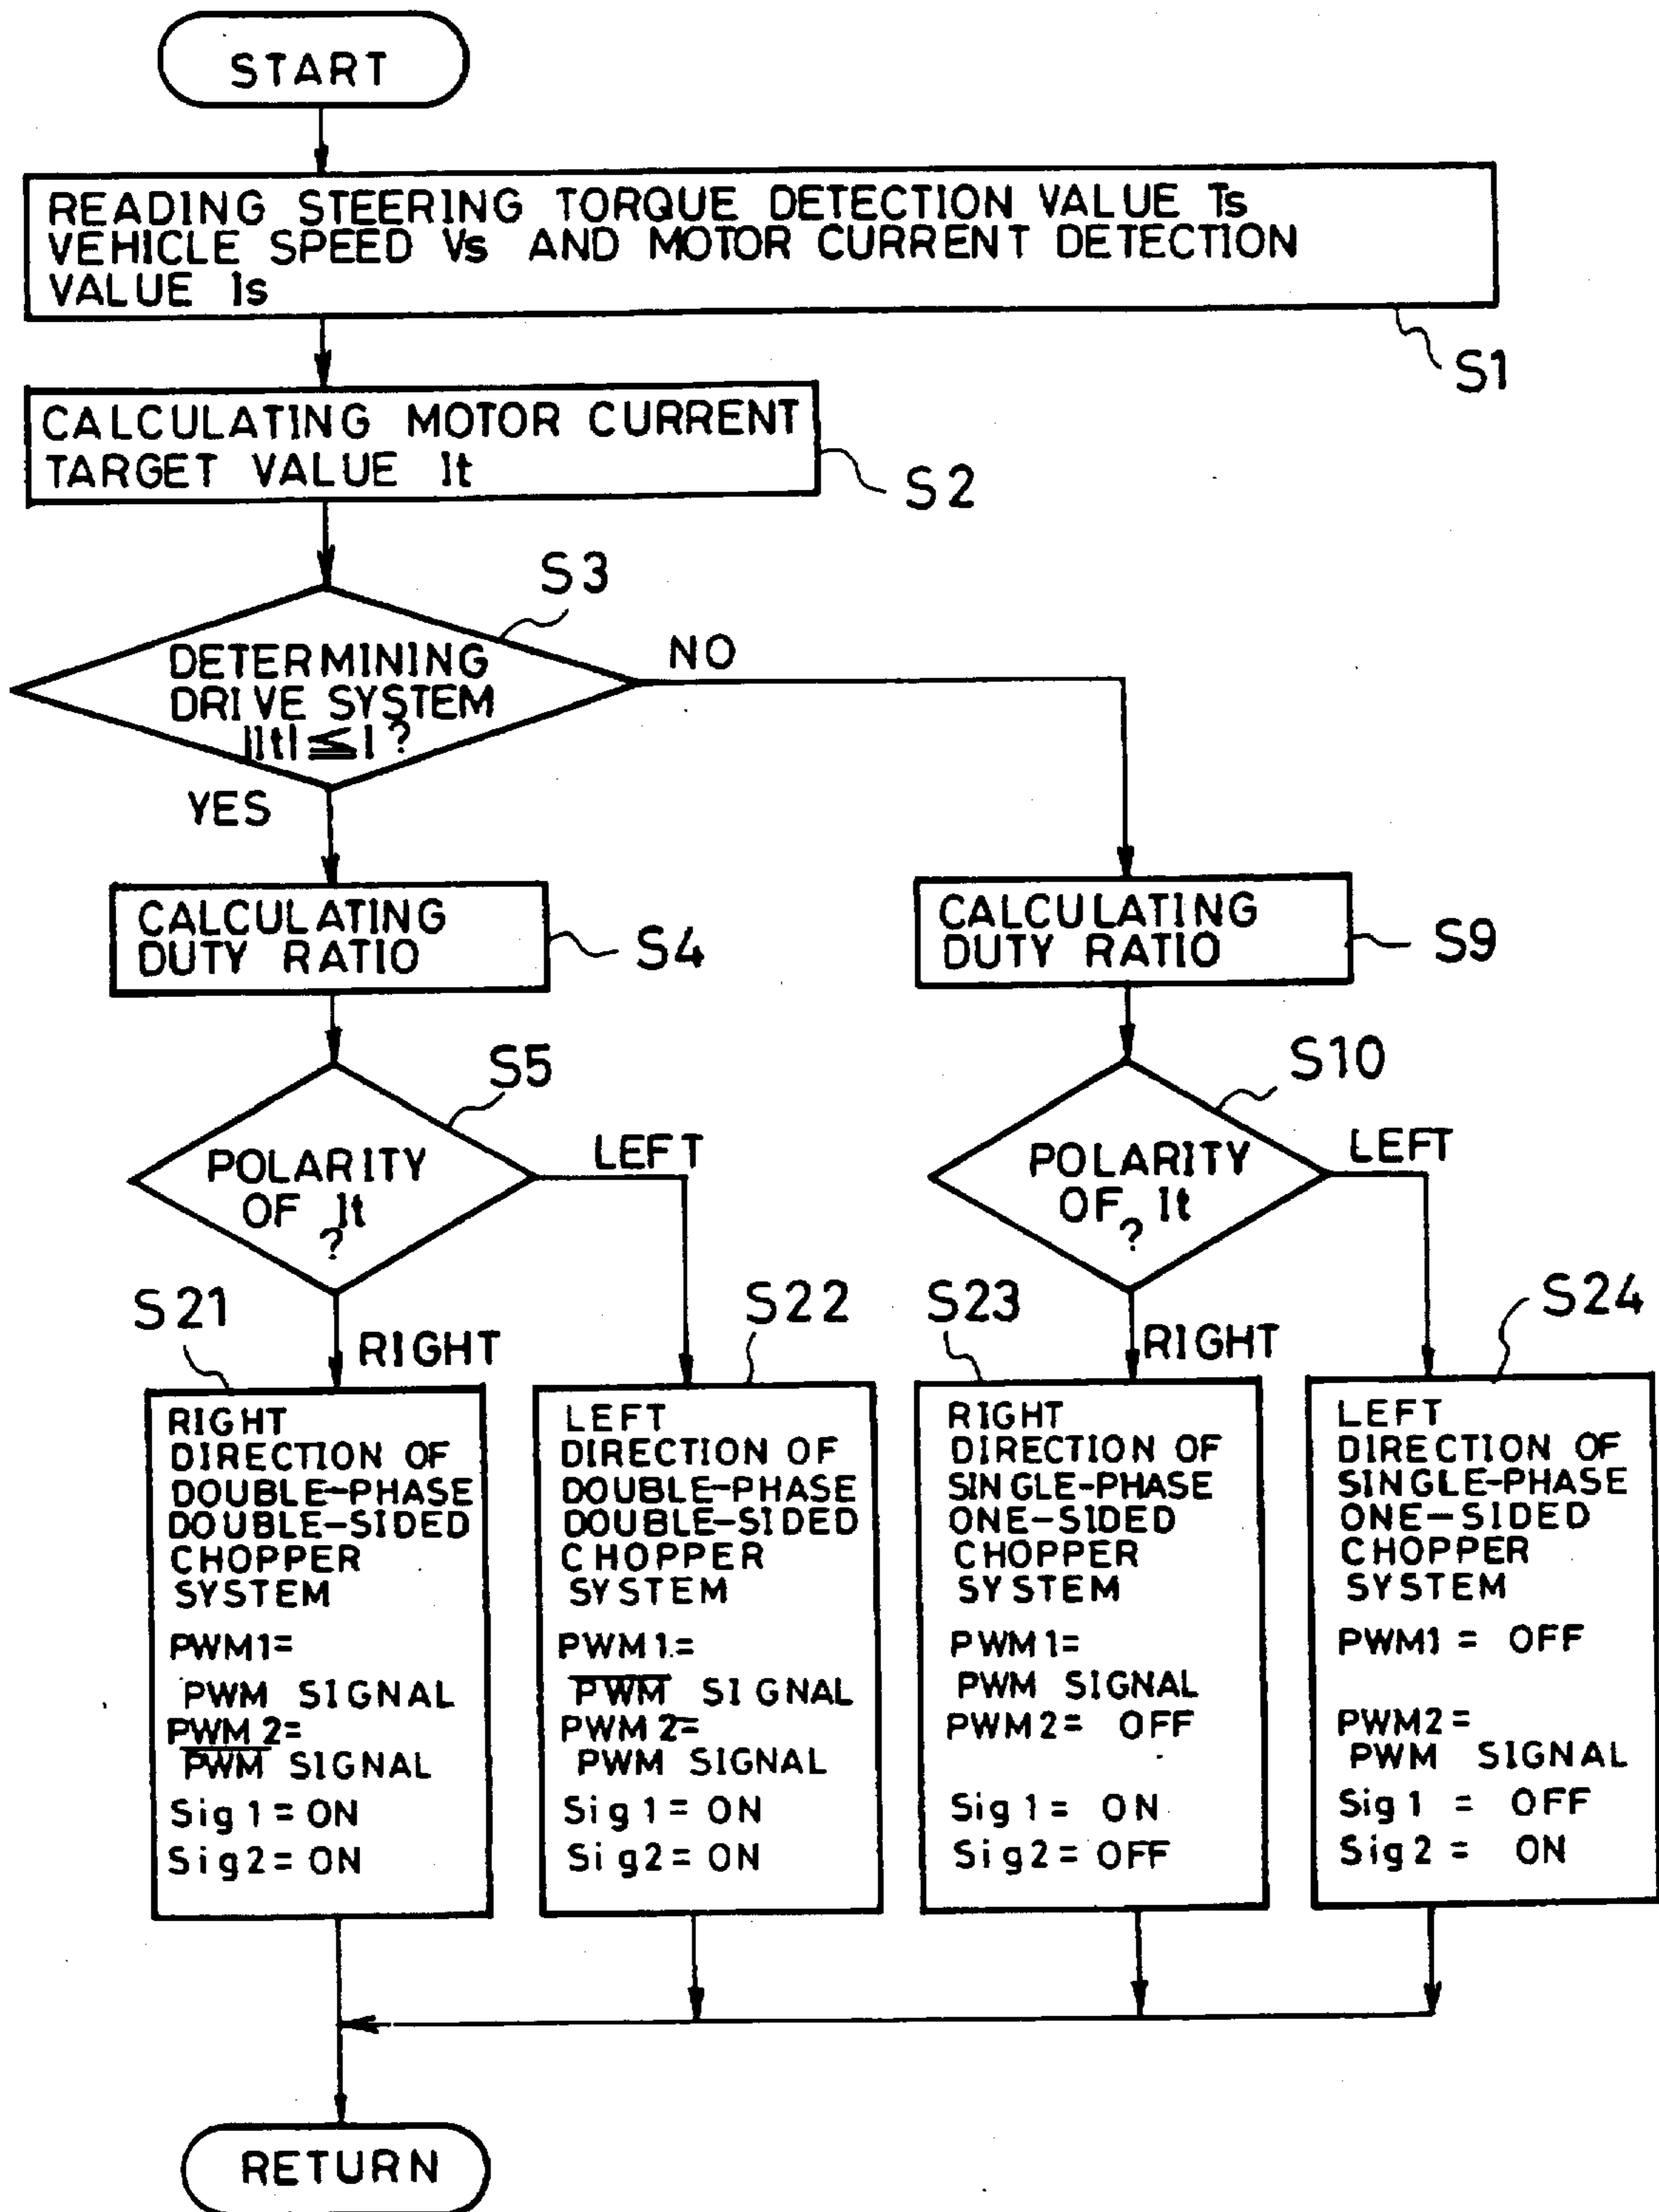 START
READING STEERING TORQUE DETECTION VALUE Ts
VEHICLE SPEED Vs AND MOTOR CURRENT DETECTION
VALUE Is
S1
CALCULATING MOTOR CURRENT
TARGET VALUE It
S2
S3
DETERMINING
DRIVE SYSTEM
|It| ≦ I ?
NO
YES
CALCULATING
DUTY RATIO
S4
CALCULATING
DUTY RATIO
S9
S5
POLARITY
OF It
?
LEFT
RIGHT
S10
POLARITY
OF It
?
LEFT
RIGHT
S21
RIGHT
DIRECTION OF
DOUBLE-PHASE
DOUBLE-SIDED
CHOPPER
SYSTEM
PWM1=
PWM SIGNAL
PWM2=
P̅W̅M̅ SIGNAL
Sig1=ON
Sig2=ON
S22
LEFT
DIRECTION OF
DOUBLE-PHASE
DOUBLE-SIDED
CHOPPER
SYSTEM
PWM1=
P̅W̅M̅ SIGNAL
PWM2=
PWM SIGNAL
Sig1=ON
Sig2=ON
S23
RIGHT
DIRECTION OF
SINGLE-PHASE
ONE-SIDED
CHOPPER
SYSTEM
PWM1=
PWM SIGNAL
PWM2= OFF
Sig1= ON
Sig2=OFF
S24
LEFT
DIRECTION OF
SINGLE-PHASE
ONE-SIDED
CHOPPER
SYSTEM
PWM1 = OFF
PWM2=
PWM SIGNAL
Sig1 = OFF
Sig2 = ON
RETURN